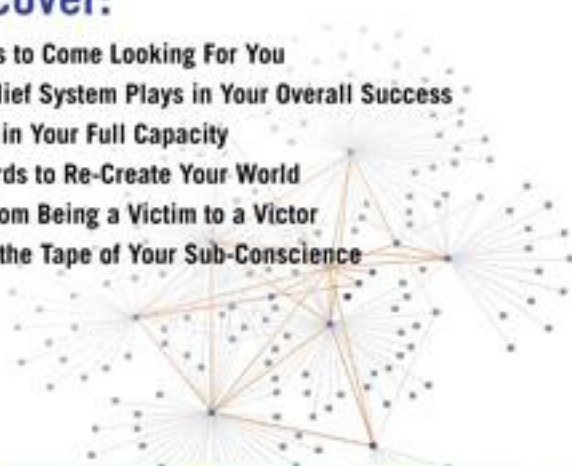 cover:
s to Come Looking For You
lief System Plays in Your Overall Success
in Your Full Capacity
rds to Re-Create Your World
om Being a Victim to a Victor
the Tape of Your Sub-Conscience